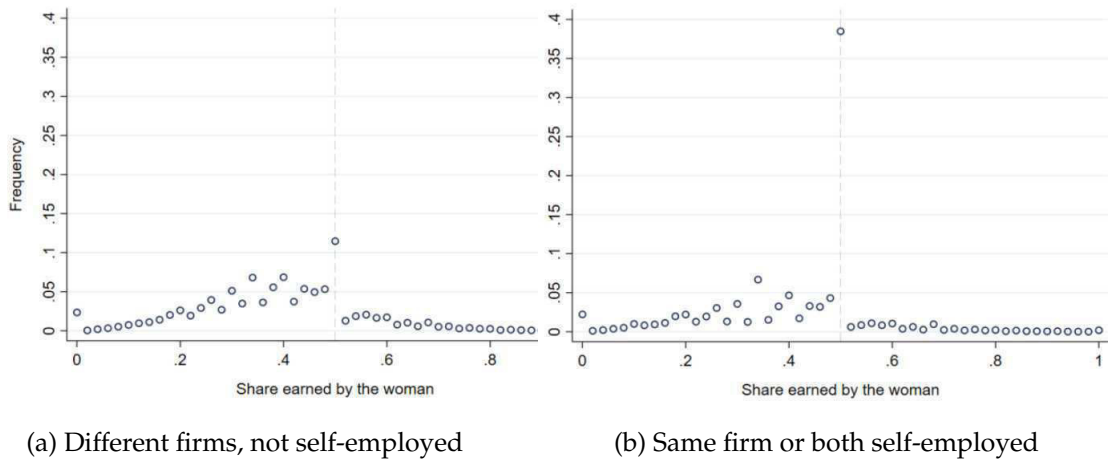 .4
.35
.3
.25
.2
.15
.1
.05
0
Frequency
0 .2 .4 .6 .8
Share earned by the woman
.4
.35
.3
.25
.2
.15
.1
.05
0
0 .2 .4 .6 .8 1
Share earned by the woman
(a) Different firms, not self-employed
(b) Same firm or both self-employed